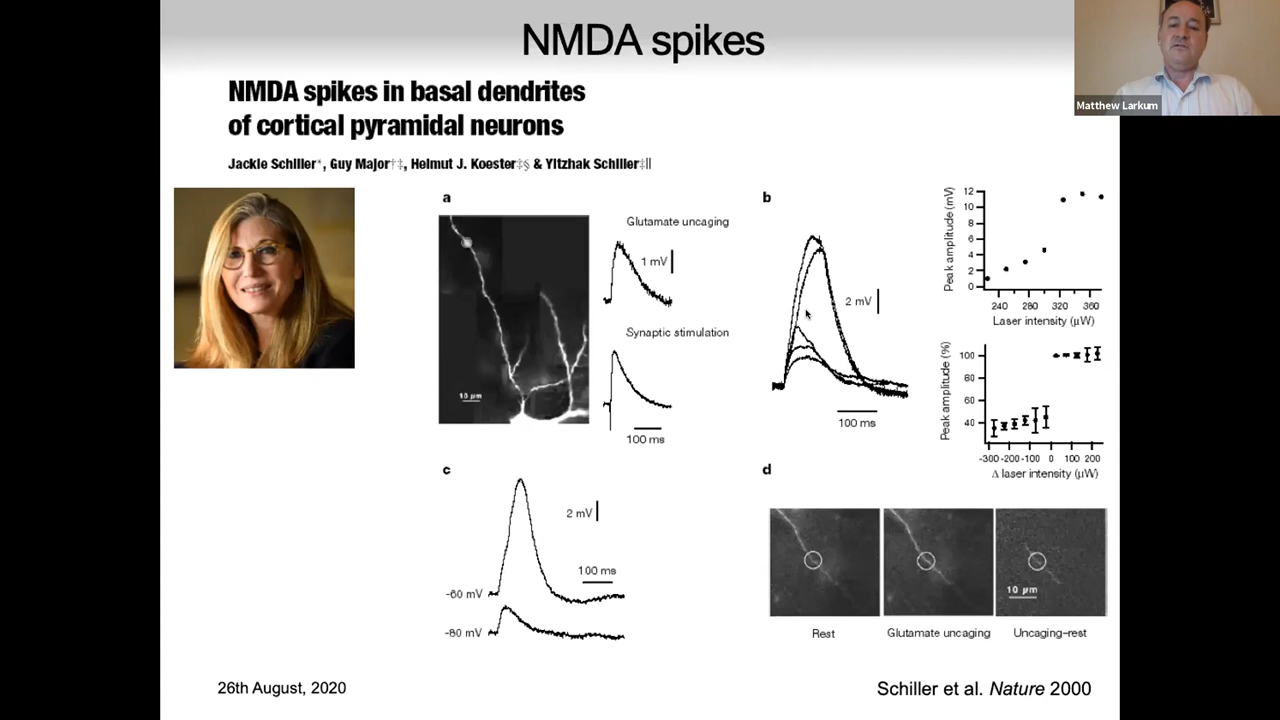 NMDA spikes
Matthew Larkum
NMDA spikes in basal dendrites
of cortical pyramidal neurons
Jackie Schiller*, Guy Major†‡, Helmut J. Koester‡§ & Yitzhak Schiller‡||
a
Glutamate uncaging
1 mV
Synaptic stimulation
10 µm
100 ms
b
2 mV
100 ms
Peak amplitude (mV)
12
10
8
6
4
2
0
240 300 320 360
Laser intensity (µW)
Peak amplitude (%)
100
80
60
40
-300 -200 -100 0 100 200
Δ laser intensity (µW)
c
2 mV
100 ms
-60 mV
-80 mV
d
10 µm
Rest
Glutamate uncaging
Uncaging–rest
26th August, 2020
Schiller et al. Nature 2000